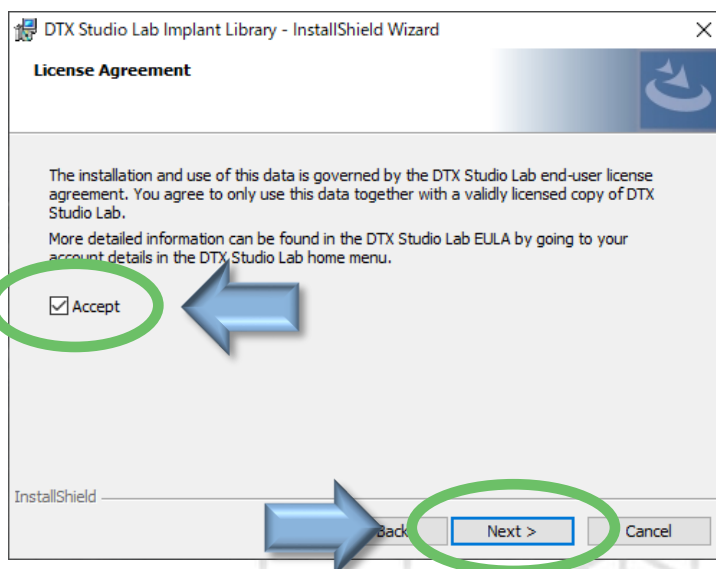 DTX Studio Lab Implant Library - InstallShield Wizard
License Agreement
The installation and use of this data is governed by the DTX Studio Lab end-user license
agreement. You agree to only use this data together with a validly licensed copy of DTX
Studio Lab.
More detailed information can be found in the DTX Studio Lab EULA by going to your
account details in the DTX Studio Lab home menu.
Accept
InstallShield
Back
Next >
Cancel